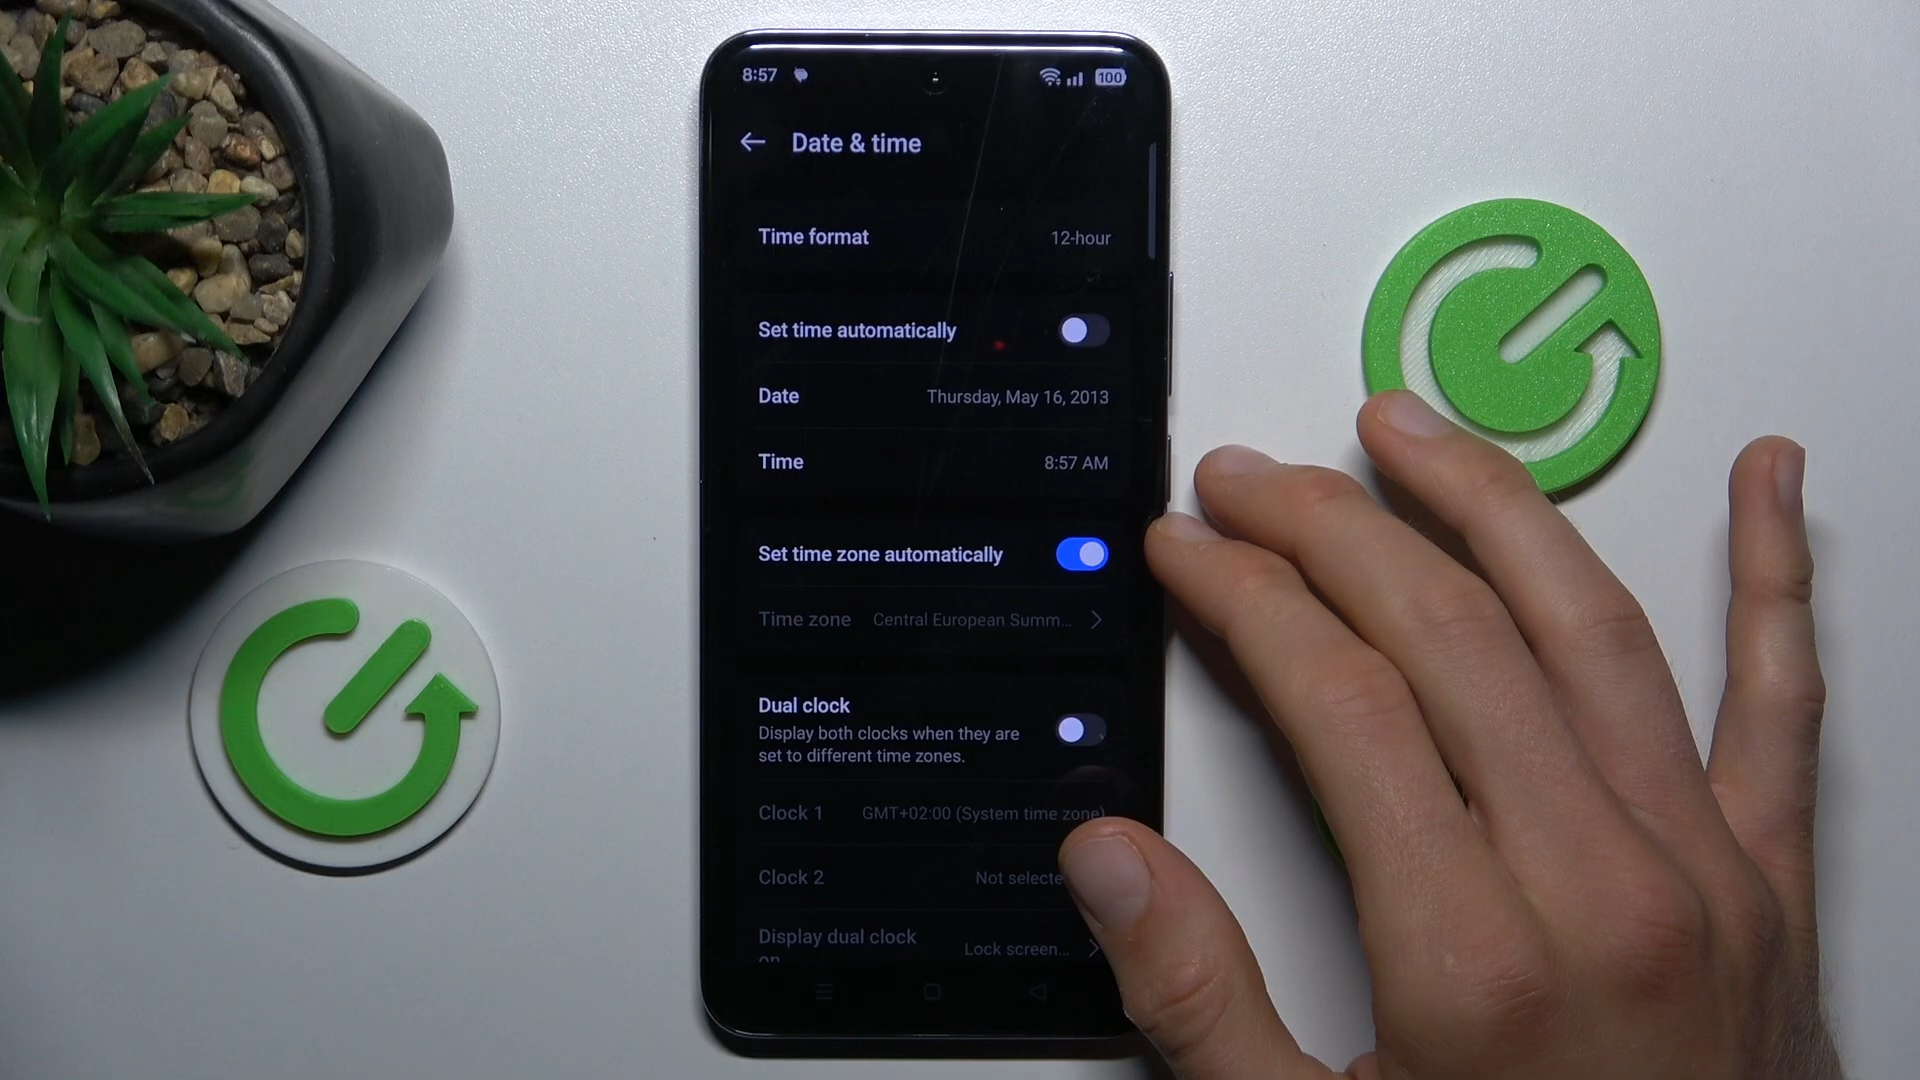 8:57
100
Date & time
Time format 12-hour
Set time automatically
Date Thursday, May 16, 2013
Time 8:57 AM
Set time zone automatically
Time zone Central European Summ...
Dual clock
Display both clocks when they are
set to different time zones.
Clock 1 GMT+02:00 (System time zone)
Clock 2 Not selecte
Display dual clock Lock screen...
on